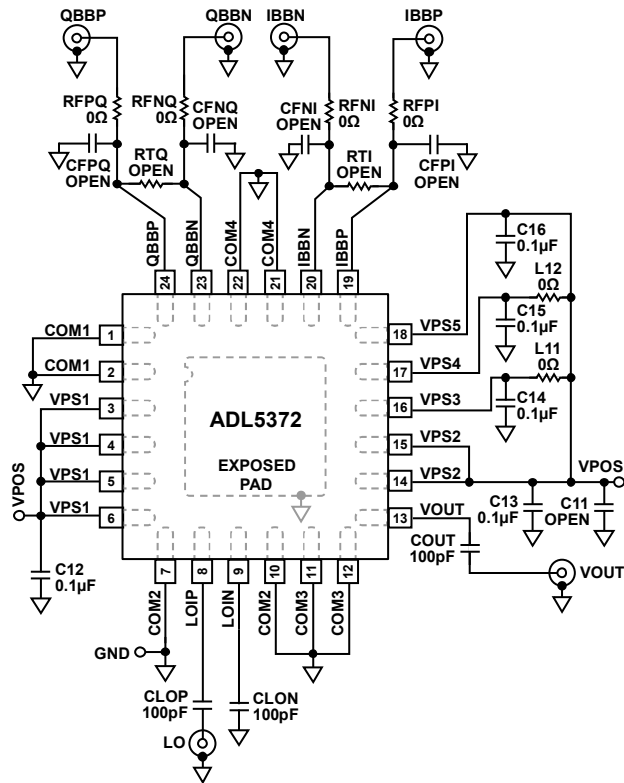 QBBP
QBBN
IBBN
IBBP
RFPQ
0Ω
RFNQ
0Ω
CFNQ
OPEN
CFNI
OPEN
RFNI
0Ω
RFPI
0Ω
CFPQ
OPEN
RTQ
OPEN
RTI
OPEN
CFPI
OPEN
QBBP
QBBN
COM4
COM4
IBBN
IBBP
24
23
22
21
20
19
C16
0.1µF
L12
0Ω
C15
0.1µF
L11
0Ω
C14
0.1µF
COM1
1
COM1
2
VPS1
3
VPS1
4
VPS1
5
VPS1
6
VPOS
C12
0.1µF
ADL5372
EXPOSED
PAD
18
VPS5
17
VPS4
16
VPS3
15
VPS2
14
VPS2
13
VOUT
VPOS
C13
0.1µF
C11
OPEN
COUT
100pF
VOUT
7
8
9
10
11
12
COM2
LOIP
LOIN
COM2
COM3
COM3
GND
CLOP
100pF
CLON
100pF
LO